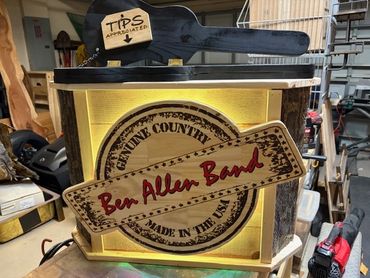 TIPS
APPRECIATED
GENUINE COUNTRY
Ben Allen Band
MADE IN THE USA